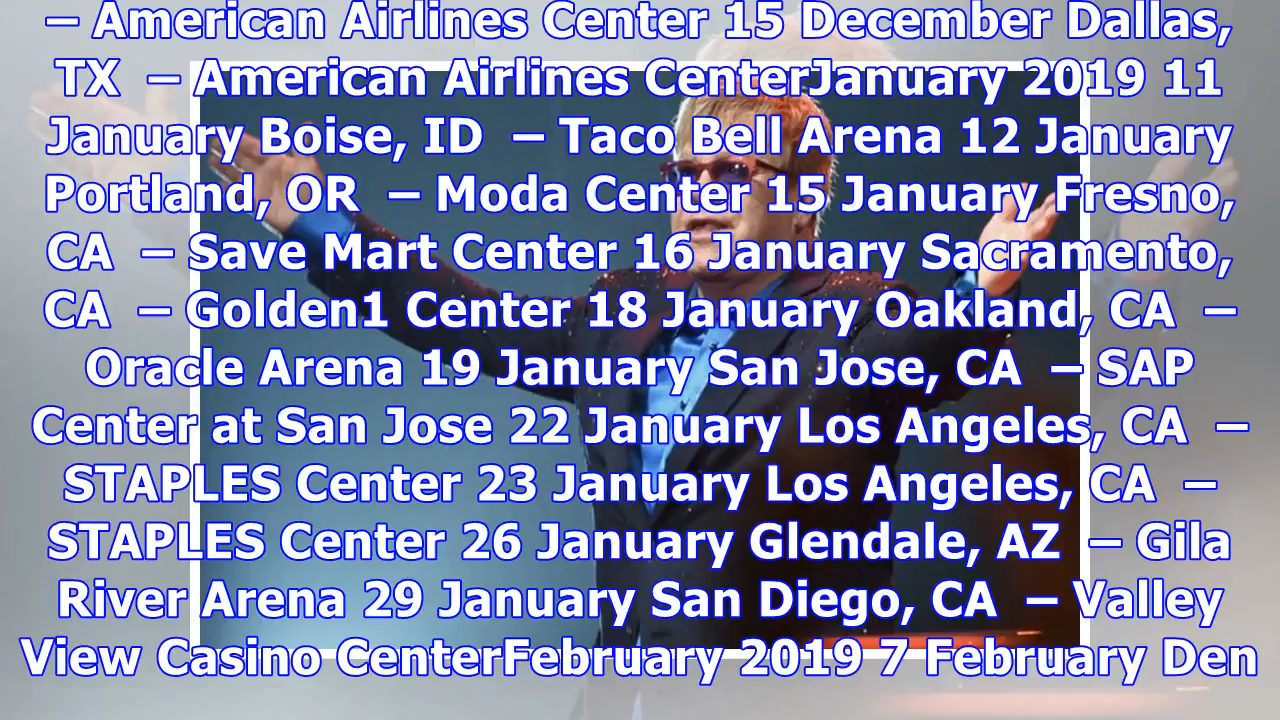 – American Airlines Center 15 December Dallas,
TX – American Airlines CenterJanuary 2019 11
January Boise, ID – Taco Bell Arena 12 January
Portland, OR – Moda Center 15 January Fresno,
CA – Save Mart Center 16 January Sacramento,
CA – Golden1 Center 18 January Oakland, CA –
Oracle Arena 19 January San Jose, CA – SAP
Center at San Jose 22 January Los Angeles, CA –
STAPLES Center 23 January Los Angeles, CA –
STAPLES Center 26 January Glendale, AZ – Gila
River Arena 29 January San Diego, CA – Valley
View Casino CenterFebruary 2019 7 February Den